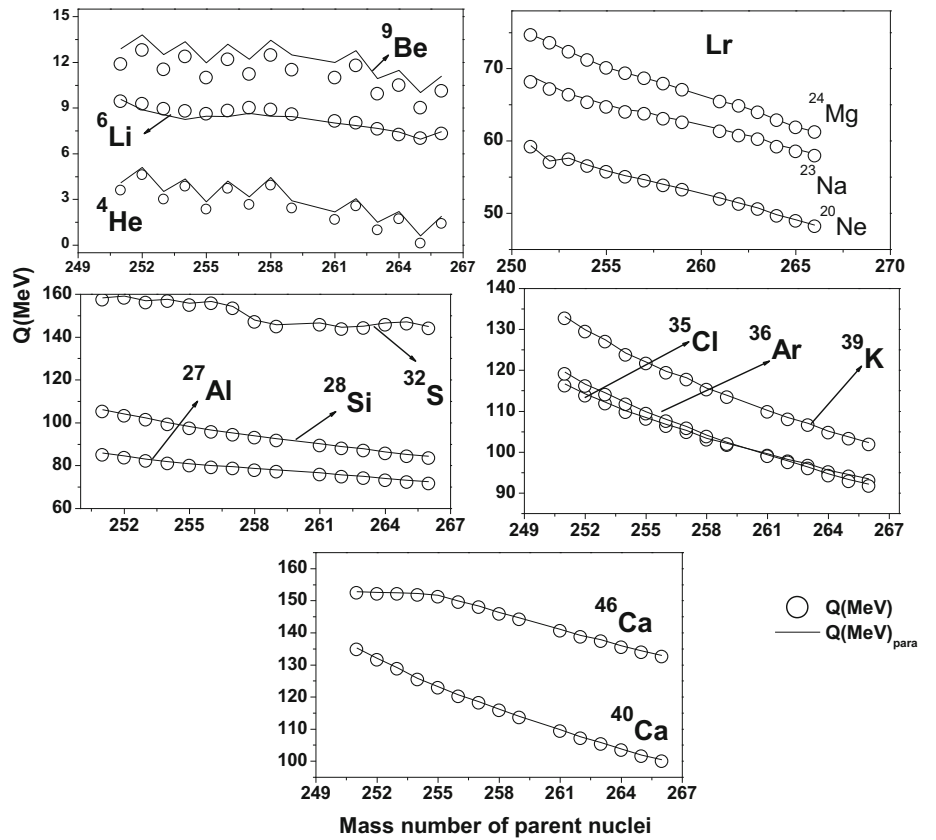 15
12
9
6
3
0
249 252 255 258 261 264 267
9Be
6Li
4He
70
60
50
250 255 260 265 270
Lr
24Mg
23Na
20Ne
Q(MeV)
160
140
120
100
80
60
252 255 258 261 264 267
27Al
28Si
32S
130
120
110
100
90
249 252 255 258 261 264 267
35Cl
36Ar
39K
160
150
140
130
120
110
100
249 252 255 258 261 264 267
46Ca
40Ca
Q(MeV)
Q(MeV)para
Mass number of parent nuclei